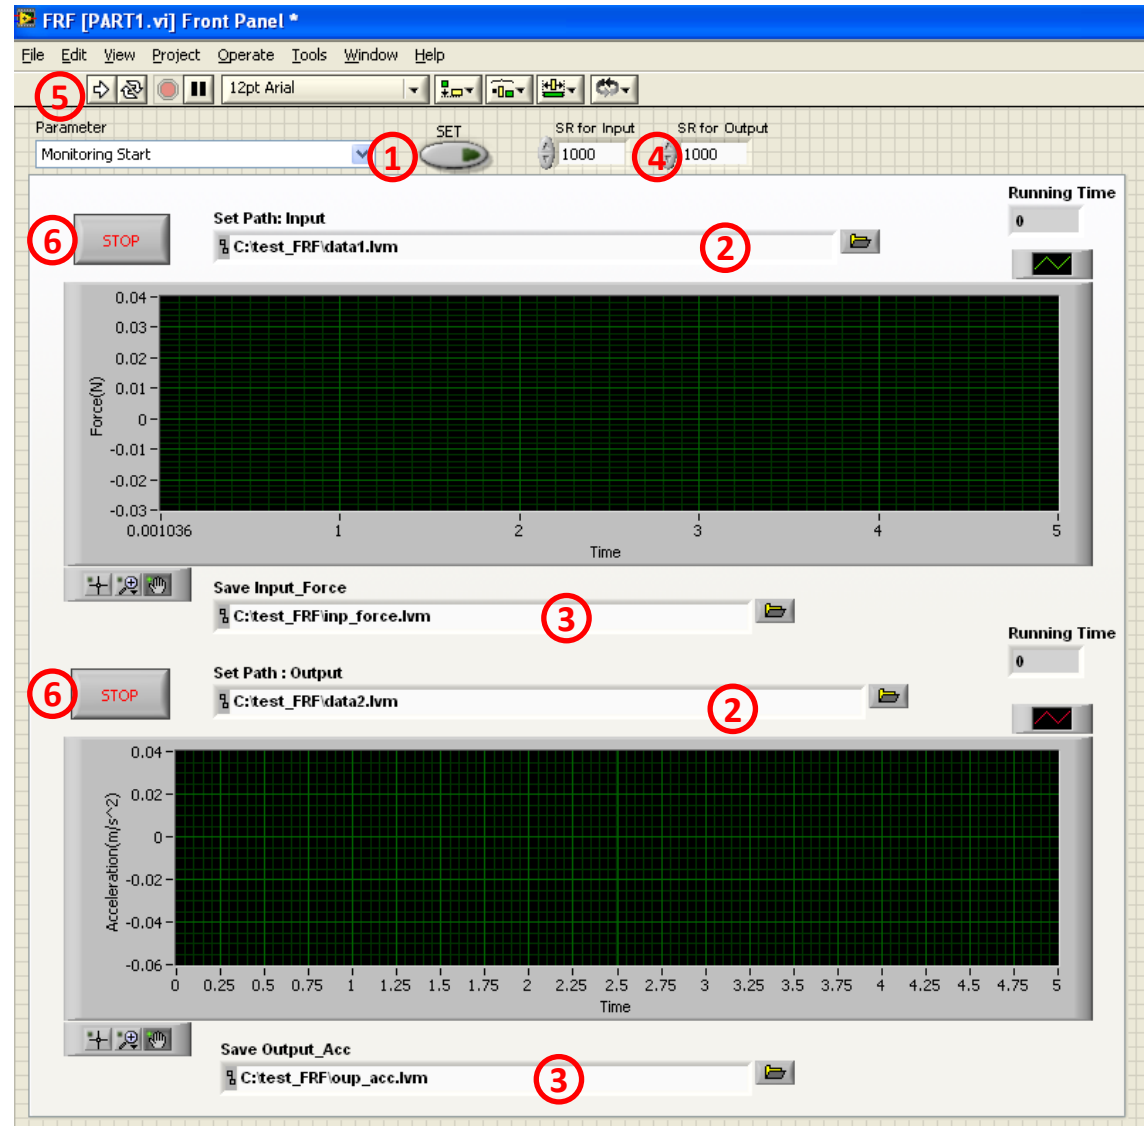 FRF [PART1.vi] Front Panel *
File Edit View Project Operate Tools Window Help
5 12pt Arial
Parameter SET SR for Input SR for Output
Monitoring Start 1 1000 4 1000
Running Time
Set Path: Input 0
6 STOP C:\test_FRF\data1.lvm 2
0.04
0.03
0.02
0.01
0
-0.01
-0.02
-0.03
Force(N)
0.001036 1 2 3 4 5
Time
Save Input_Force
C:\test_FRF\inp_force.lvm 3
Running Time
Set Path : Output 0
6 STOP C:\test_FRF\data2.lvm 2
0.04
0.02
0
-0.02
-0.04
-0.06
Acceleration(m/s^2)
0 0.25 0.5 0.75 1 1.25 1.5 1.75 2 2.25 2.5 2.75 3 3.25 3.5 3.75 4 4.25 4.5 4.75 5
Time
Save Output_Acc
C:\test_FRF\oup_acc.lvm 3